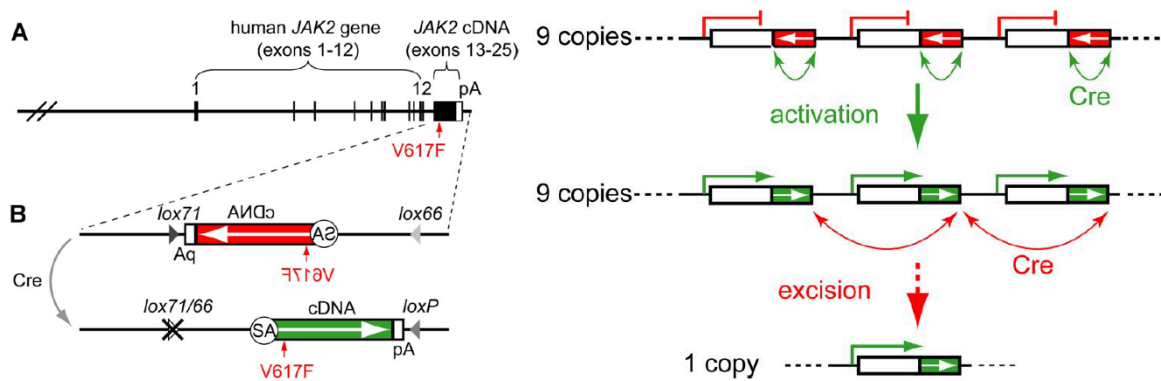 A
human JAK2 gene
(exons 1-12)
JAK2 cDNA
(exons 13-25)
1
12
pA
V617F
B
lox71
cDNA
lox66
SA
pA
V617F
Cre
lox71/66
cDNA
loxP
SA
pA
V617F
9 copies
Cre
activation
9 copies
Cre
excision
1 copy